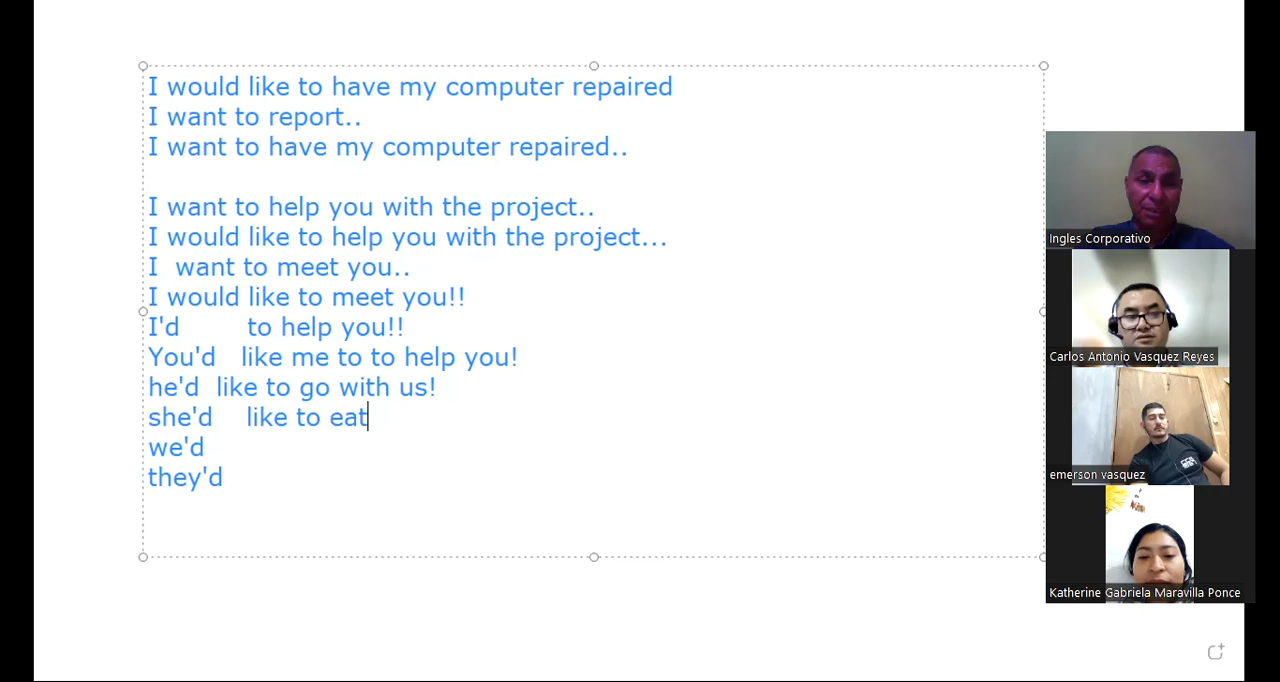 I would like to have my computer repaired
I want to report..
I want to have my computer repaired..
I want to help you with the project..
I would like to help you with the project...
I  want to meet you..
I would like to meet you!!
I'd        to help you!!
You'd   like me to to help you!
he'd  like to go with us!
she'd    like to eat
we'd
they'd
Ingles Corporativo
Carlos Antonio Vasquez Reyes
emerson vasquez
Katherine Gabriela Maravilla Ponce